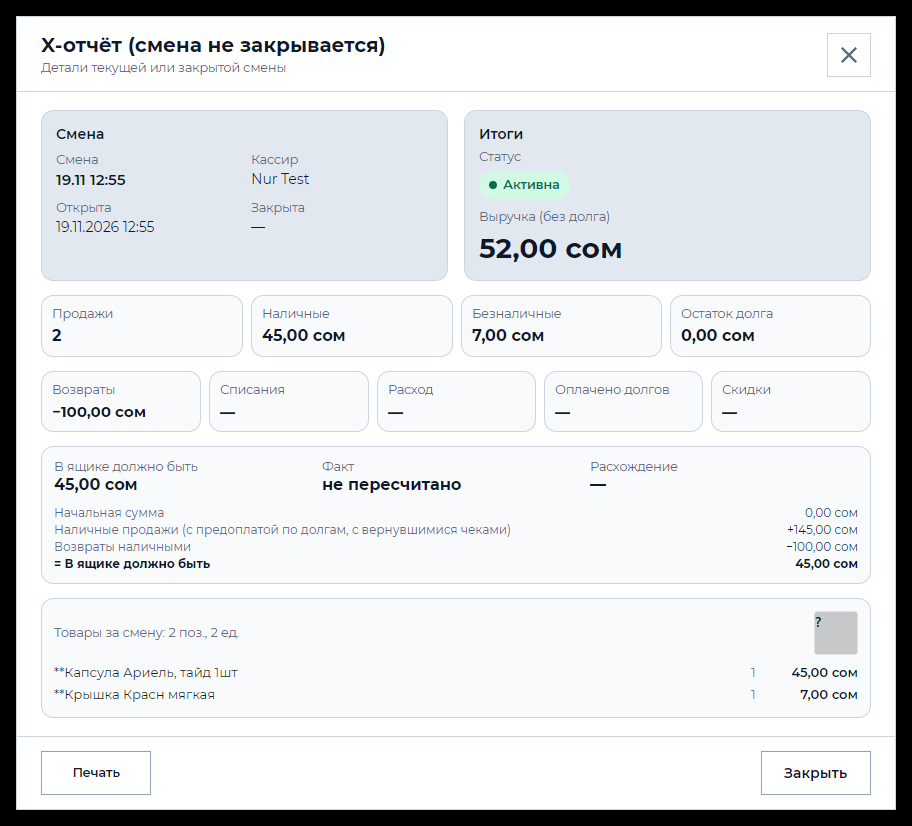 X-отчёт (смена не закрывается)
Детали текущей или закрытой смены
Смена
Смена
Кассир
19.11 12:55
Nur Test
Открыта
Закрыта
19.11.2026 12:55
—
Итоги
Статус
Активна
Выручка (без долга)
52,00 сом
Продажи
2
Наличные
45,00 сом
Безналичные
7,00 сом
Остаток долга
0,00 сом
Возвраты
−100,00 сом
Списания
—
Расход
—
Оплачено долгов
—
Скидки
—
В ящике должно быть
45,00 сом
Факт
не пересчитано
Расхождение
—
Начальная сумма 0,00 сом
Наличные продажи (с предоплатой по долгам, с вернувшимися чеками) +145,00 сом
Возвраты наличными −100,00 сом
= В ящике должно быть 45,00 сом
?
Товары за смену: 2 поз., 2 ед.
**Капсула Ариель, тайд 1шт 1 45,00 сом
**Крышка Красн мягкая 1 7,00 сом
Печать
Закрыть